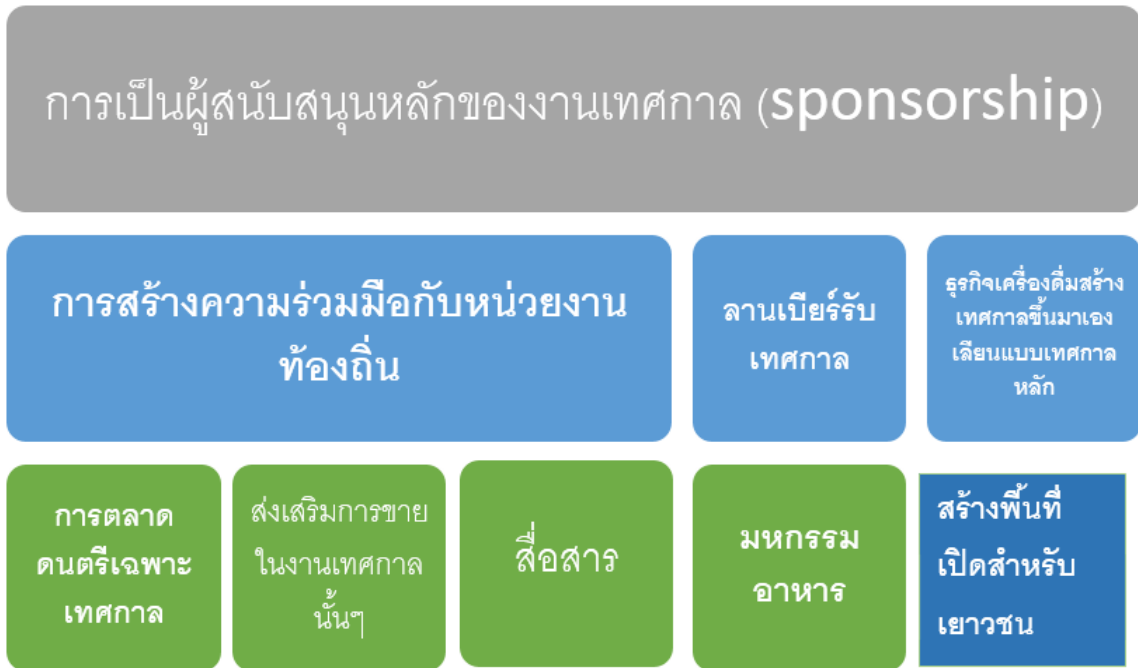 การเป็นผู้สนับสนุนหลักของงานเทศกาล (sponsorship)
การสร้างความร่วมมือกับหน่วยงาน
ท้องถิ่น
ลานเบียร์รับ
เทศกาล
ธุรกิจเครื่องดื่มสร้าง
เทศกาลขึ้นมาเอง
เลียนแบบเทศกาล
หลัก
การตลาด
ดนตรีเฉพาะ
เทศกาล
ส่งเสริมการขาย
ในงานเทศกาล
นั้นๆ
สื่อสาร
มหกรรม
อาหาร
สร้างพื้นที่
เปิดสำหรับ
เยาวชน